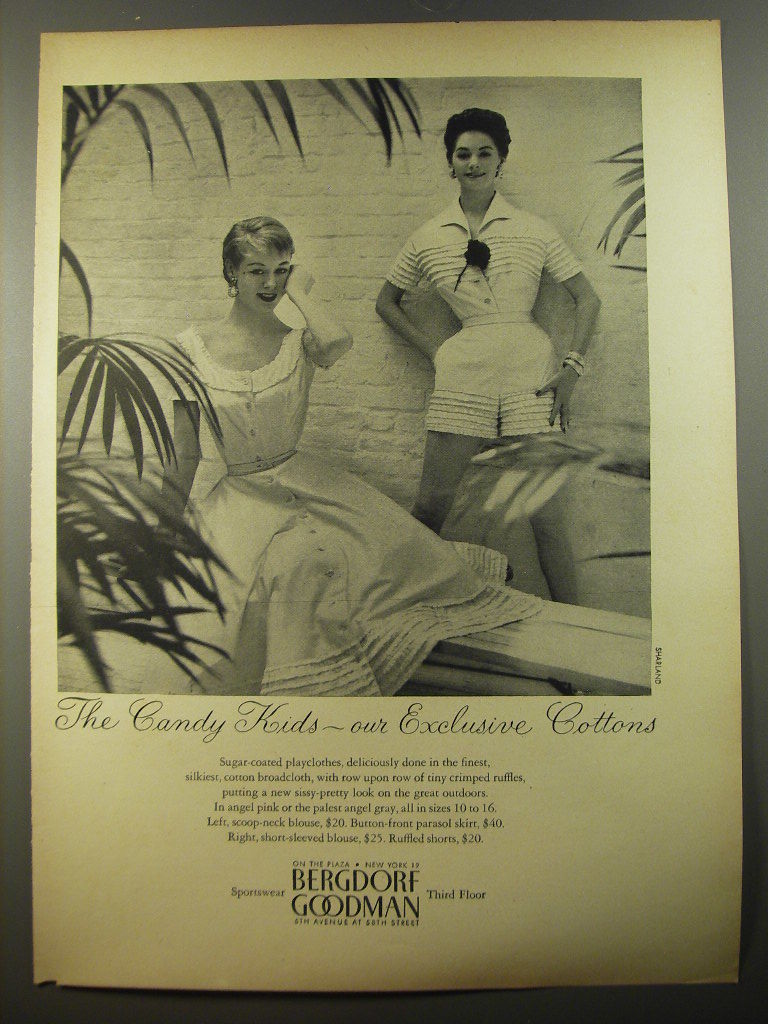 SHARLAND
The Candy Kids ~ our Exclusive Cottons
Sugar-coated playclothes, deliciously done in the finest,
silkiest, cotton broadcloth, with row upon row of tiny crimped ruffles,
putting a new sissy-pretty look on the great outdoors.
In angel pink or the palest angel gray, all in sizes 10 to 16.
Left, scoop-neck blouse, $20. Button-front parasol skirt, $40.
Right, short-sleeved blouse, $25. Ruffled shorts, $20.
ON THE PLAZA • NEW YORK 19
Sportswear BERGDORF GOODMAN Third Floor
5TH AVENUE AT 58TH STREET